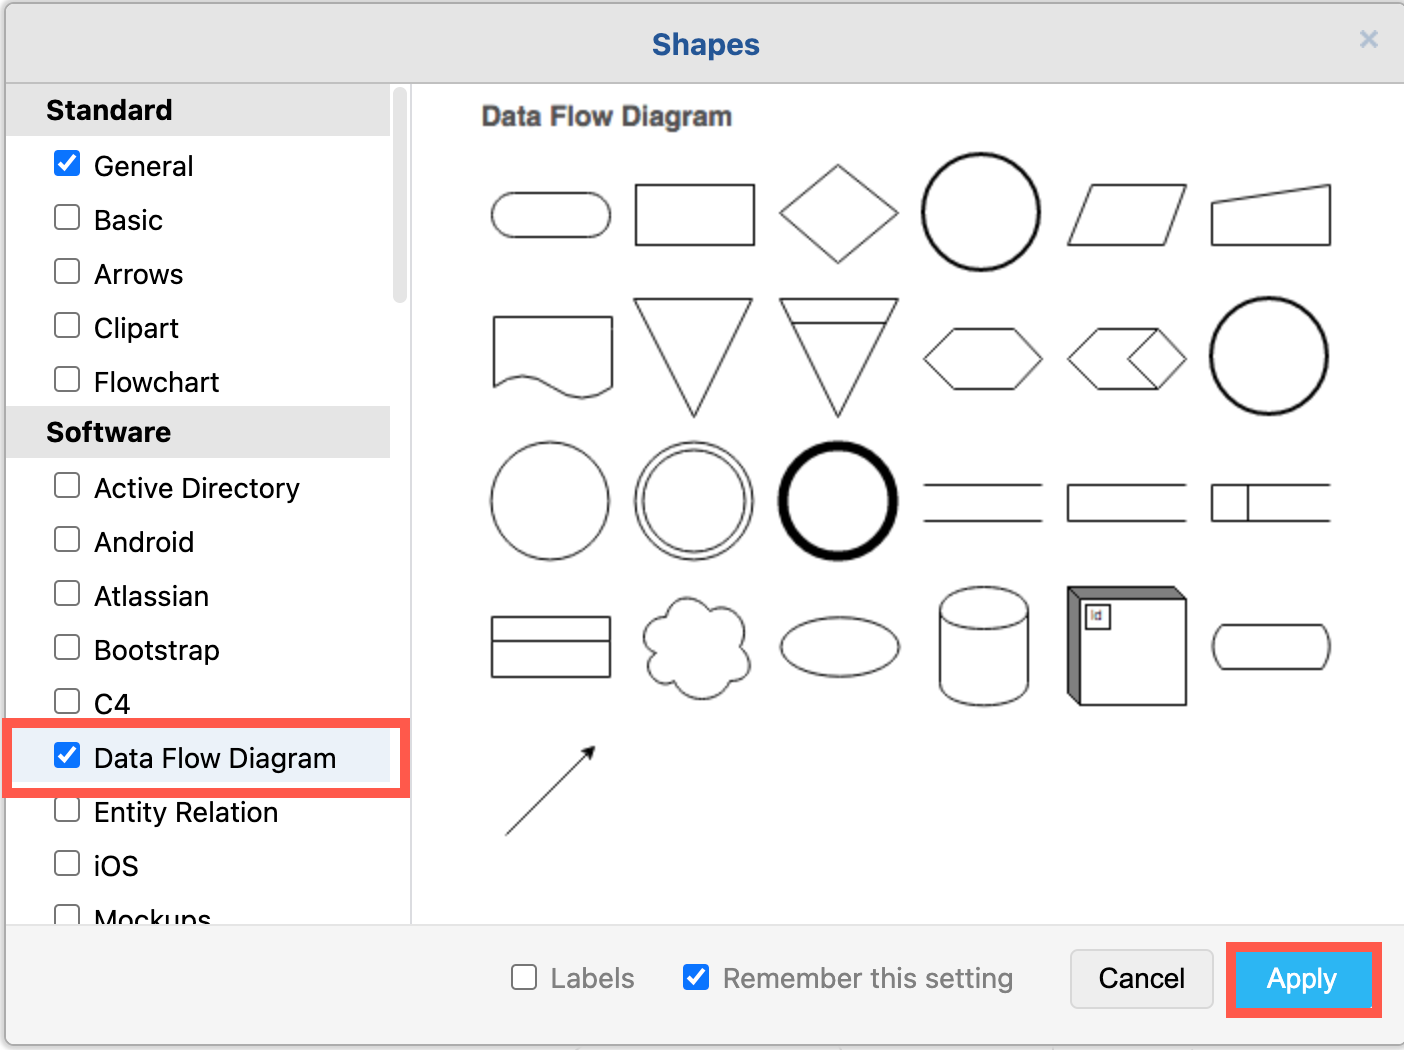 Shapes
×
Standard
General
Basic
Arrows
Clipart
Flowchart
Software
Active Directory
Android
Atlassian
Bootstrap
C4
Data Flow Diagram
Entity Relation
iOS
Mockups
Data Flow Diagram
Id
Labels
Remember this setting
Cancel
Apply